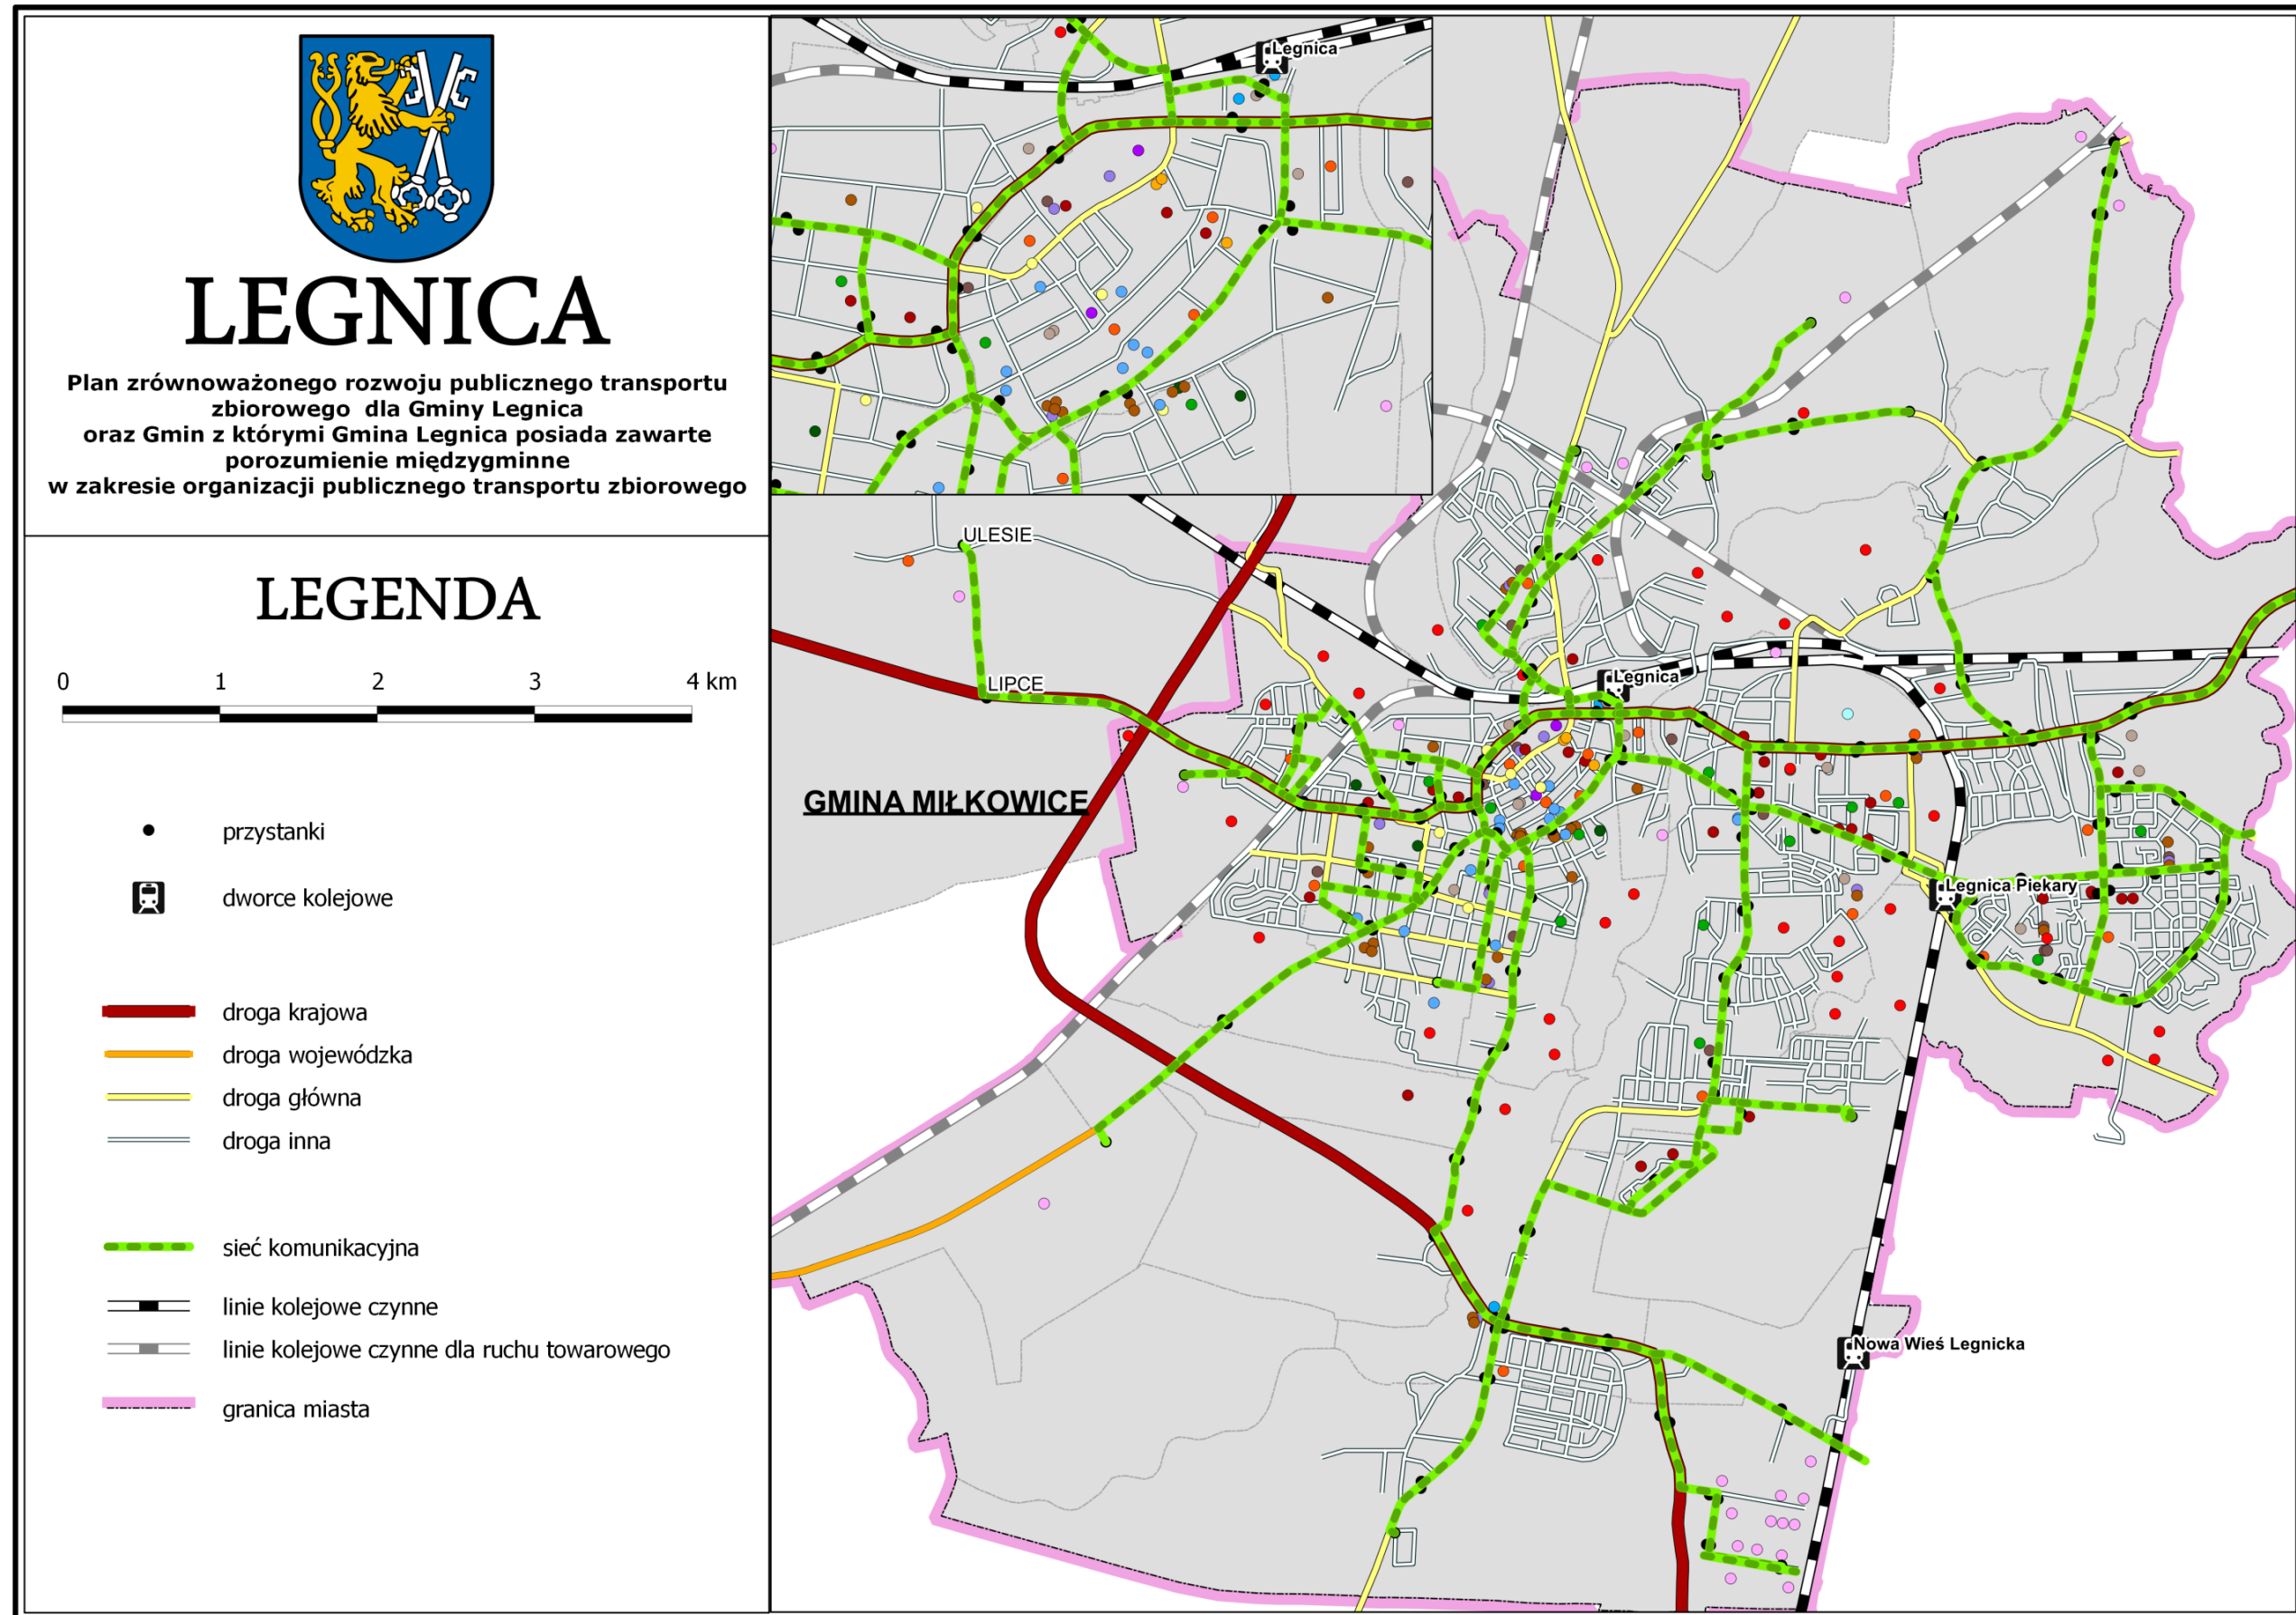 LEGNICA
Plan zrównoważonego rozwoju publicznego transportu
zbiorowego dla Gminy Legnica
oraz Gmin z którymi Gmina Legnica posiada zawarte
porozumienie międzygminne
w zakresie organizacji publicznego transportu zbiorowego
LEGENDA
0 1 2 3 4 km
przystanki
dworce kolejowe
droga krajowa
droga wojewódzka
droga główna
droga inna
sieć komunikacyjna
linie kolejowe czynne
linie kolejowe czynne dla ruchu towarowego
granica miasta
Legnica
ULESIE
LIPCE
Legnica
GMINA MIŁKOWICE
Legnica Piekary
Nowa Wieś Legnicka